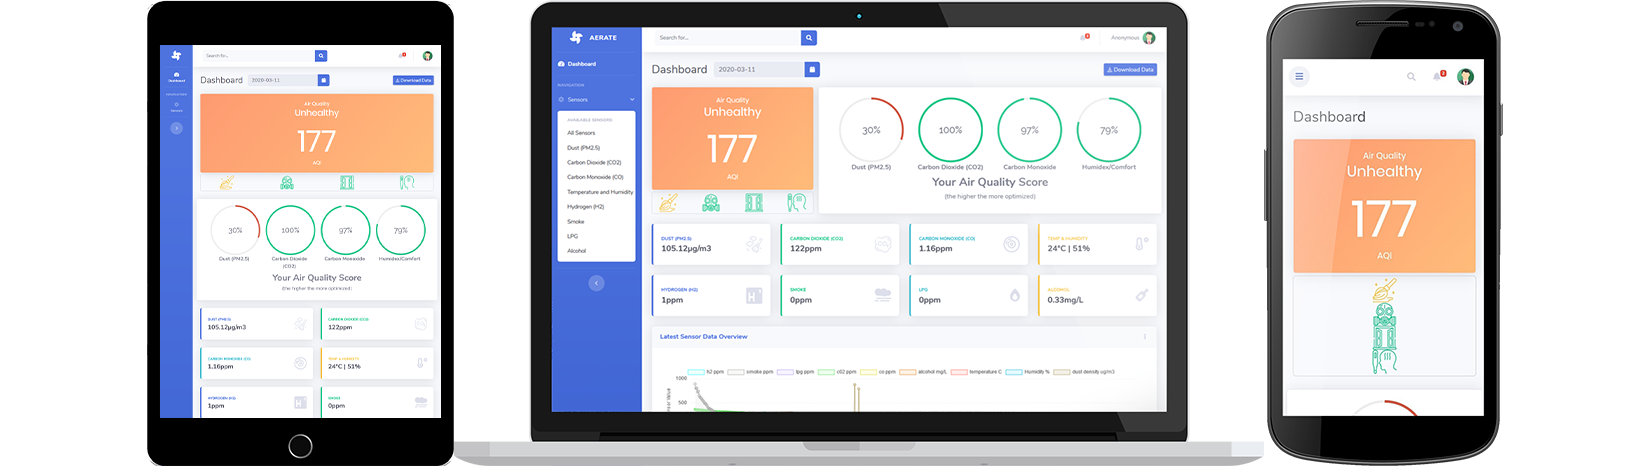 Search for...
Dashboard
2020-03-11
Download Data
Dashboard
Sensors
Air Quality
Unhealthy
177
AQI
30%
100%
97%
79%
Dust (PM2.5)
Carbon Dioxide (CO2)
Carbon Monoxide
Humidex/Comfort
Your Air Quality Score
(the higher the more optimized)
DUST (PM2.5)
105.12µg/m3
CARBON DIOXIDE (CO2)
122ppm
CARBON MONOXIDE (CO)
1.16ppm
TEMP & HUMIDITY
24°C | 51%
HYDROGEN (H2)
1ppm
SMOKE
0ppm
AERATE
Search for...
Anonymous
Dashboard
NAVIGATION
Sensors
AVAILABLE SENSORS:
All Sensors
Dust (PM2.5)
Carbon Dioxide (CO2)
Carbon Monoxide (CO)
Temperature and Humidity
Hydrogen (H2)
Smoke
LPG
Alcohol
Dashboard
2020-03-11
Download Data
Air Quality
Unhealthy
177
AQI
30%
100%
97%
79%
Dust (PM2.5)
Carbon Dioxide (CO2)
Carbon Monoxide
Humidex/Comfort
Your Air Quality Score
(the higher the more optimized)
DUST (PM2.5)
105.12µg/m3
CARBON DIOXIDE (CO2)
122ppm
CARBON MONOXIDE (CO)
1.16ppm
TEMP & HUMIDITY
24°C | 51%
HYDROGEN (H2)
1ppm
SMOKE
0ppm
LPG
0ppm
ALCOHOL
0.33mg/L
Latest Sensor Data Overview
h2 ppm
smoke ppm
lpg ppm
c02 ppm
co ppm
alcohol mg/L
temperature C
Humidity %
dust density ug/m3
1000
500
Dashboard
Air Quality
Unhealthy
177
AQI